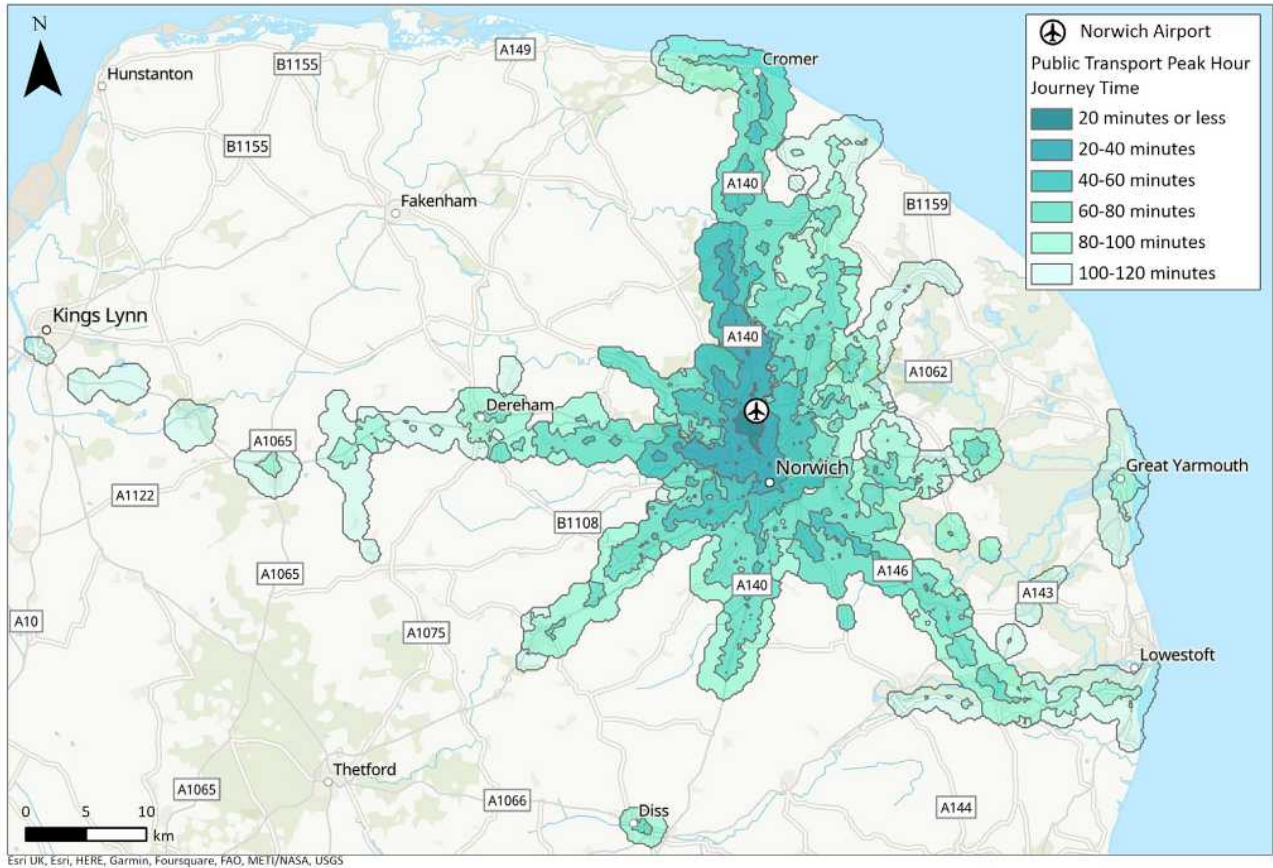 N
A149
Cromer
Hunstanton
B1155
B1155
A140
Fakenham
B1159
Kings Lynn
A140
A1062
Dereham
A1065
Norwich
Great Yarmouth
A1122
B1108
A1065
A140
A146
A143
A10
A1075
Lowestoft
Thetford
A1065
A1066
Diss
A144
0 5 10
km
Norwich Airport
Public Transport Peak Hour
Journey Time
20 minutes or less
20-40 minutes
40-60 minutes
60-80 minutes
80-100 minutes
100-120 minutes
Esri UK, Esri, HERE, Garmin, Foursquare, FAO, METI/NASA, USGS